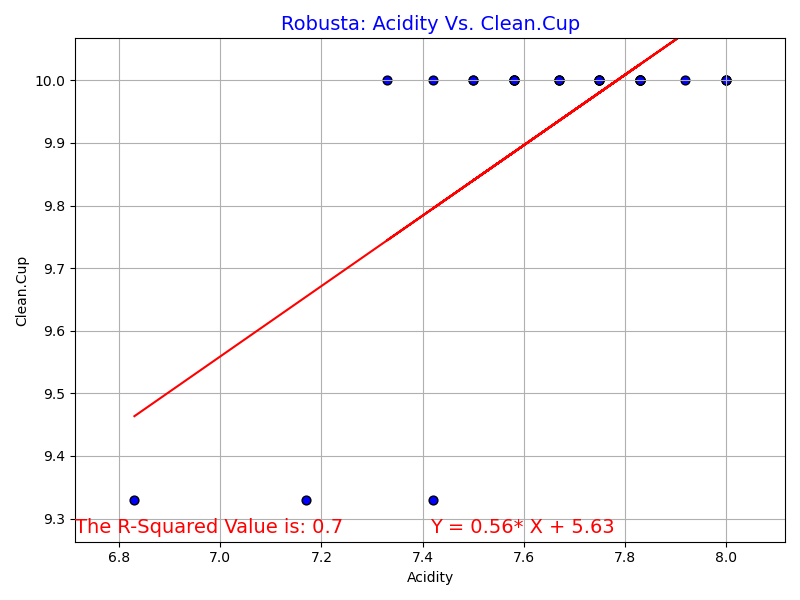 Robusta: Acidity Vs. Clean.Cup
10.0
9.9
9.8
9.7
9.6
9.5
9.4
9.3
Clean.Cup
The R-Squared Value is: 0.7
Y = 0.56* X + 5.63
6.8 7.0 7.2 7.4 7.6 7.8 8.0
Acidity